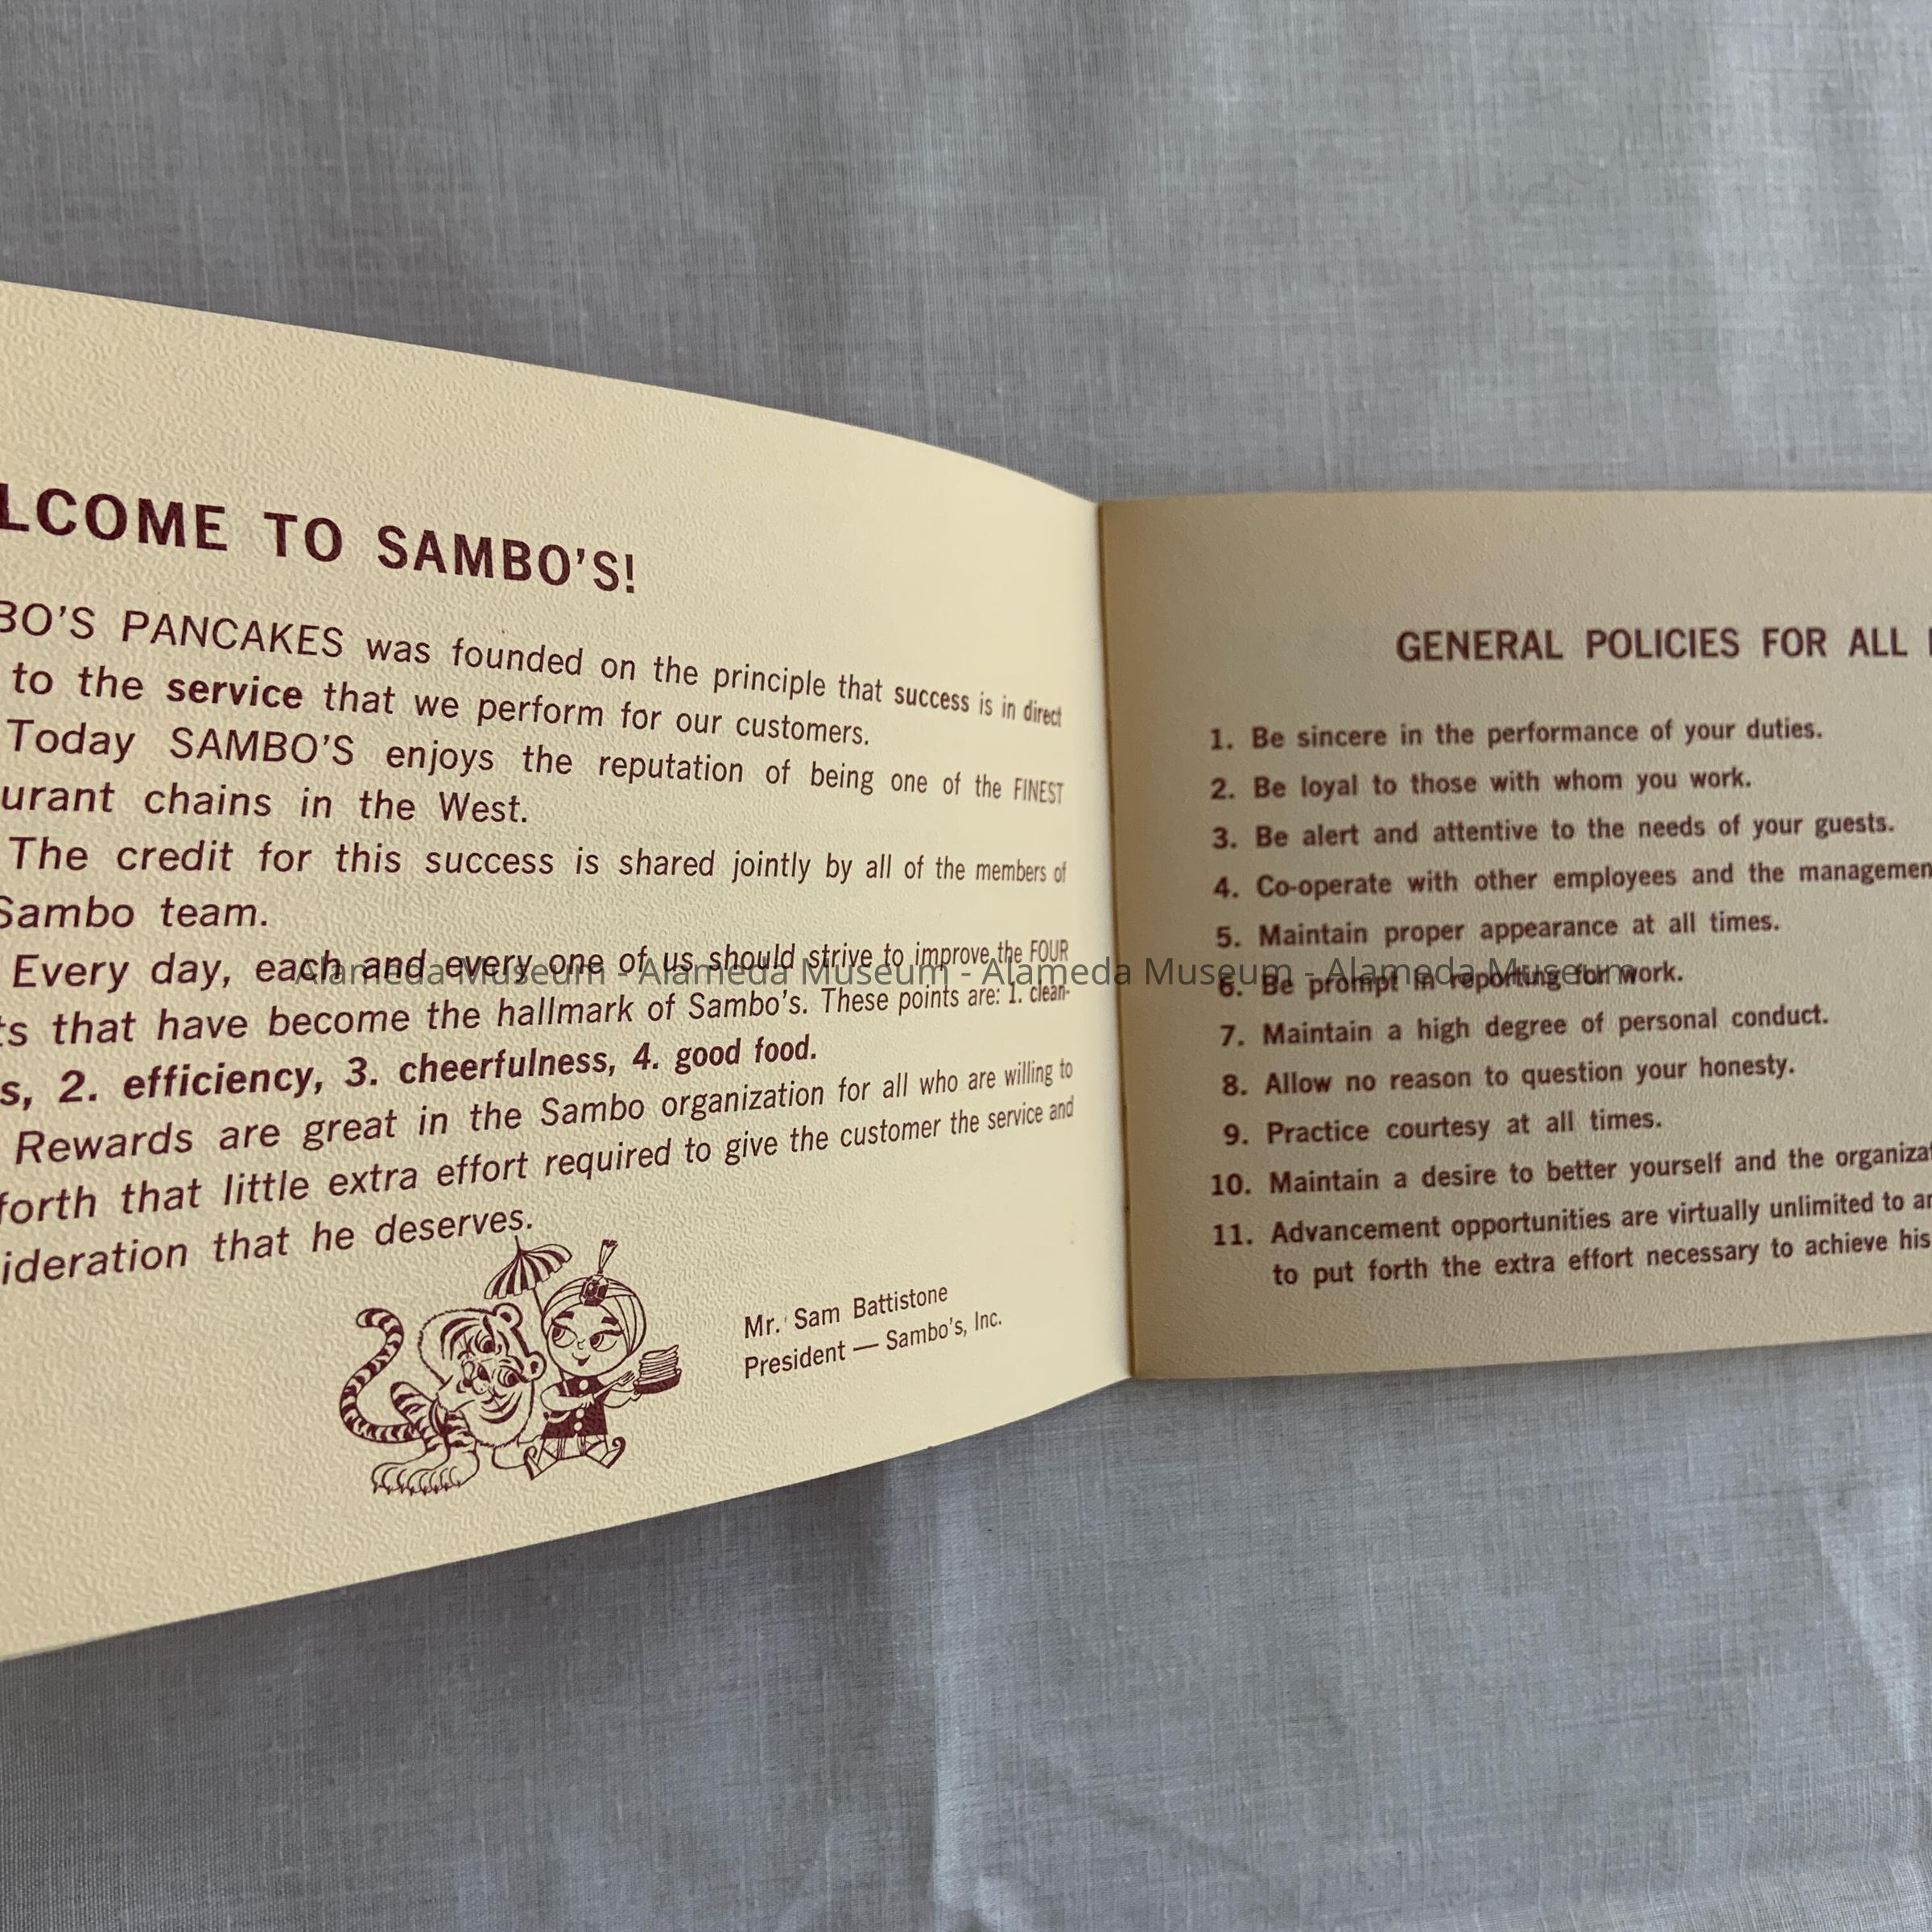 LCOME TO SAMBO'S!
BO'S PANCAKES was founded on the principle that success is in direct
to the service that we perform for our customers.
Today SAMBO'S enjoys the reputation of being one of the FINEST
urant chains in the West.
The credit for this success is shared jointly by all of the members of
Sambo team.
Every day, each and every one of us should strive to improve the FOUR
ts that have become the hallmark of Sambo's. These points are: 1. clean-
s, 2. efficiency, 3. cheerfulness, 4. good food.
Rewards are great in the Sambo organization for all who are willing to
forth that little extra effort required to give the customer the service and
ideration that he deserves.
Mr. Sam Battistone
President — Sambo's, Inc.
GENERAL POLICIES FOR ALL
1. Be sincere in the performance of your duties.
2. Be loyal to those with whom you work.
3. Be alert and attentive to the needs of your guests.
4. Co-operate with other employees and the managemen
5. Maintain proper appearance at all times.
6. Be prompt in reporting for work.
7. Maintain a high degree of personal conduct.
8. Allow no reason to question your honesty.
9. Practice courtesy at all times.
10. Maintain a desire to better yourself and the organizat
11. Advancement opportunities are virtually unlimited to an
to put forth the extra effort necessary to achieve his
Alameda Museum - Alameda Museum - Alameda Museum - Alameda Museum